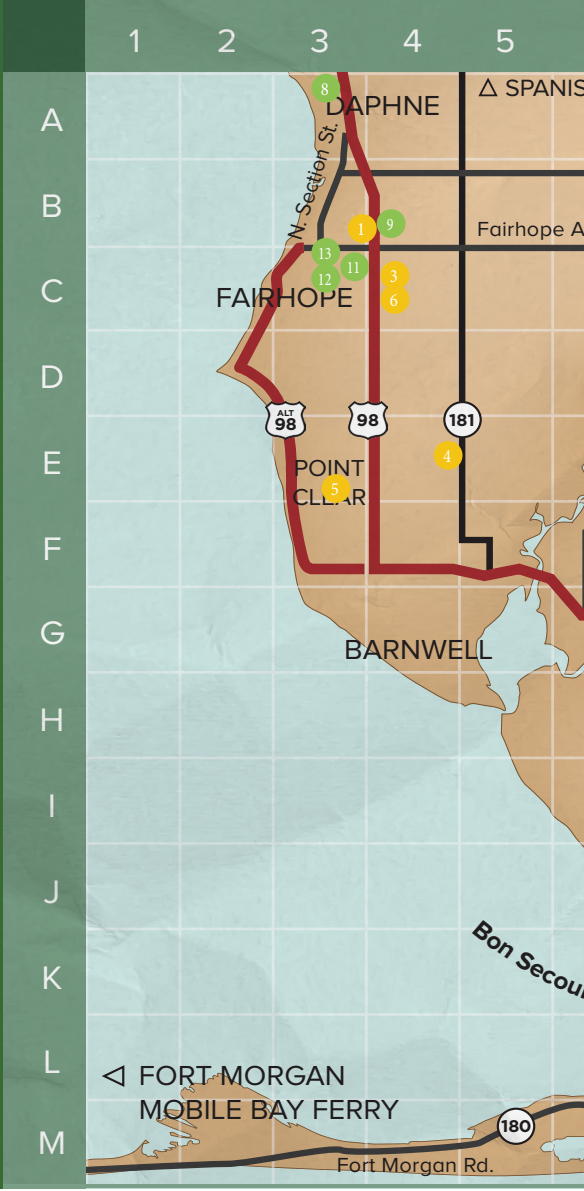 1 2 3 4 5
A
B
C
D
E
F
G
H
I
J
K
L
M
8
DAPHNE
△ SPANIS
N. Section St.
1
9
Fairhope A
13
12
11
3
6
FAIRHOPE
ALT
98
98
181
4
POINT
CLEAR
5
BARNWELL
Bon Secou
◁ FORT MORGAN
MOBILE BAY FERRY
180
Fort Morgan Rd.